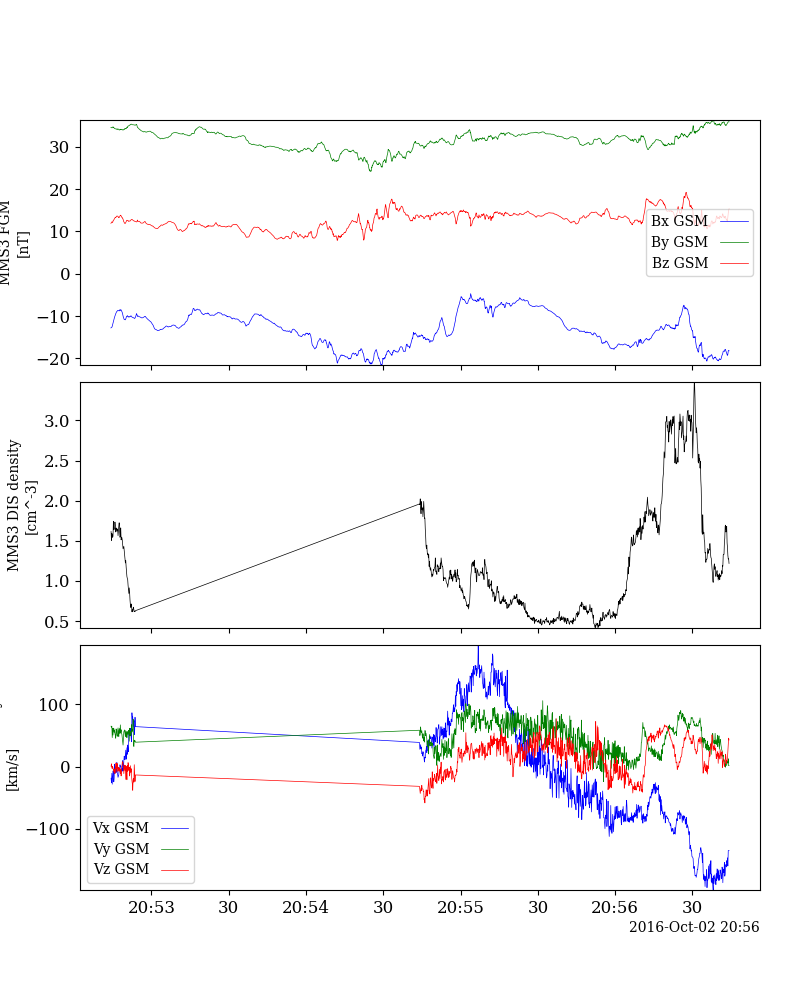 30
20
10
0
−10
−20
MMS3 FGM
[nT]
Bx GSM
By GSM
Bz GSM
3.0
2.5
2.0
1.5
1.0
0.5
MMS3 DIS density
[cm^-3]
100
0
−100
[km/s]
Vx GSM
Vy GSM
Vz GSM
20:53 30 20:54 30 20:55 30 20:56 30
2016-Oct-02 20:56